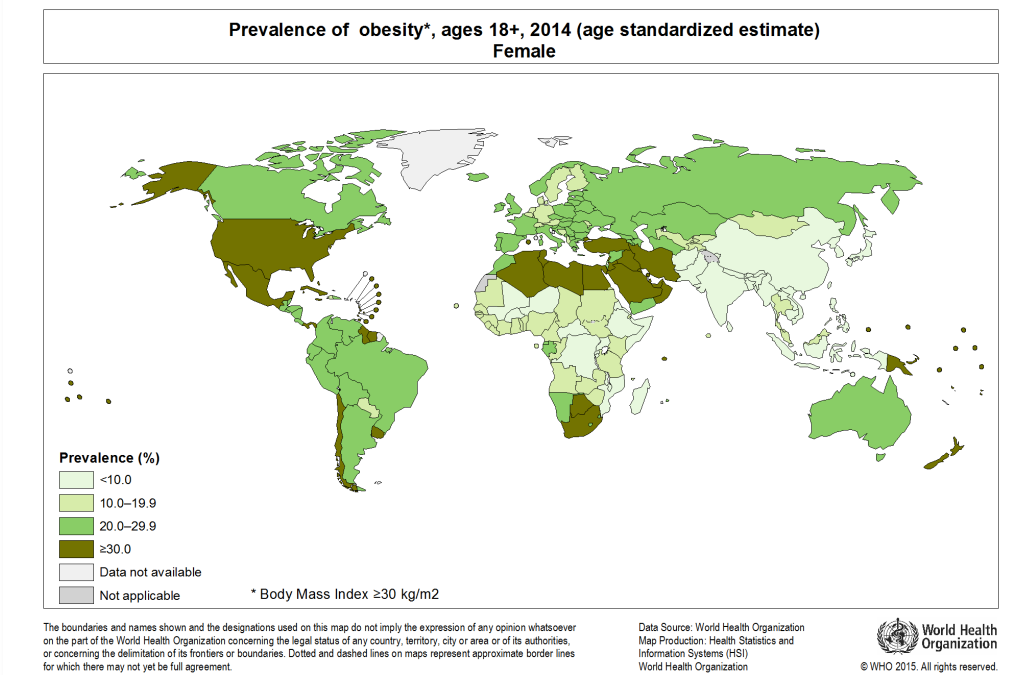 Prevalence of obesity*, ages 18+, 2014 (age standardized estimate)
Female
Prevalence (%)
<10.0
10.0–19.9
20.0–29.9
≥30.0
Data not available
Not applicable
* Body Mass Index ≥30 kg/m2
The boundaries and names shown and the designations used on this map do not imply the expression of any opinion whatsoever
on the part of the World Health Organization concerning the legal status of any country, territory, city or area or of its authorities,
or concerning the delimitation of its frontiers or boundaries. Dotted and dashed lines on maps represent approximate border lines
for which there may not yet be full agreement.
Data Source: World Health Organization
Map Production: Health Statistics and
Information Systems (HSI)
World Health Organization
World Health
Organization
© WHO 2015. All rights reserved.